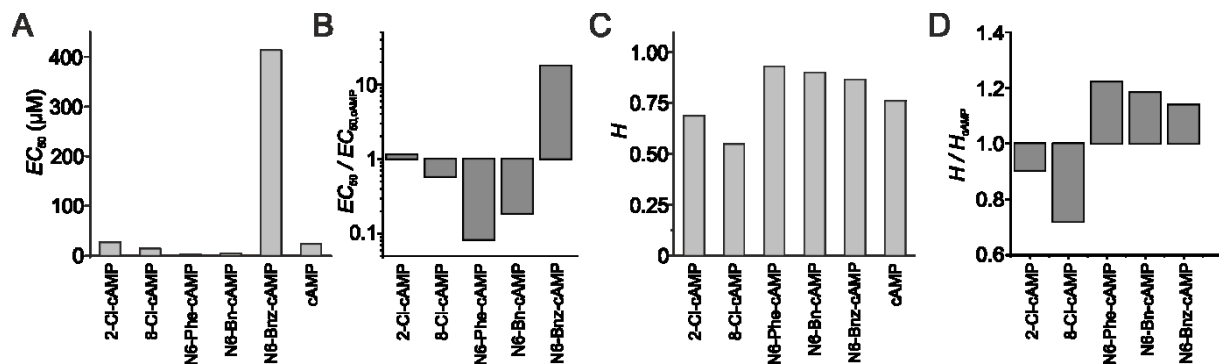 A
EC₅₀ (µM)
400
300
200
100
0
2-Cl-cAMP
8-Cl-cAMP
N6-Phe-cAMP
N6-Bn-cAMP
N6-Bnz-cAMP
cAMP
B
EC₅₀ / EC₅₀,cAMP
10
1
0.1
2-Cl-cAMP
8-Cl-cAMP
N6-Phe-cAMP
N6-Bn-cAMP
N6-Bnz-cAMP
C
H
1.00
0.75
0.50
0.25
0
2-Cl-cAMP
8-Cl-cAMP
N6-Phe-cAMP
N6-Bn-cAMP
N6-Bnz-cAMP
cAMP
D
H / HcAMP
1.4
1.2
1.0
0.8
0.6
2-Cl-cAMP
8-Cl-cAMP
N6-Phe-cAMP
N6-Bn-cAMP
N6-Bnz-cAMP